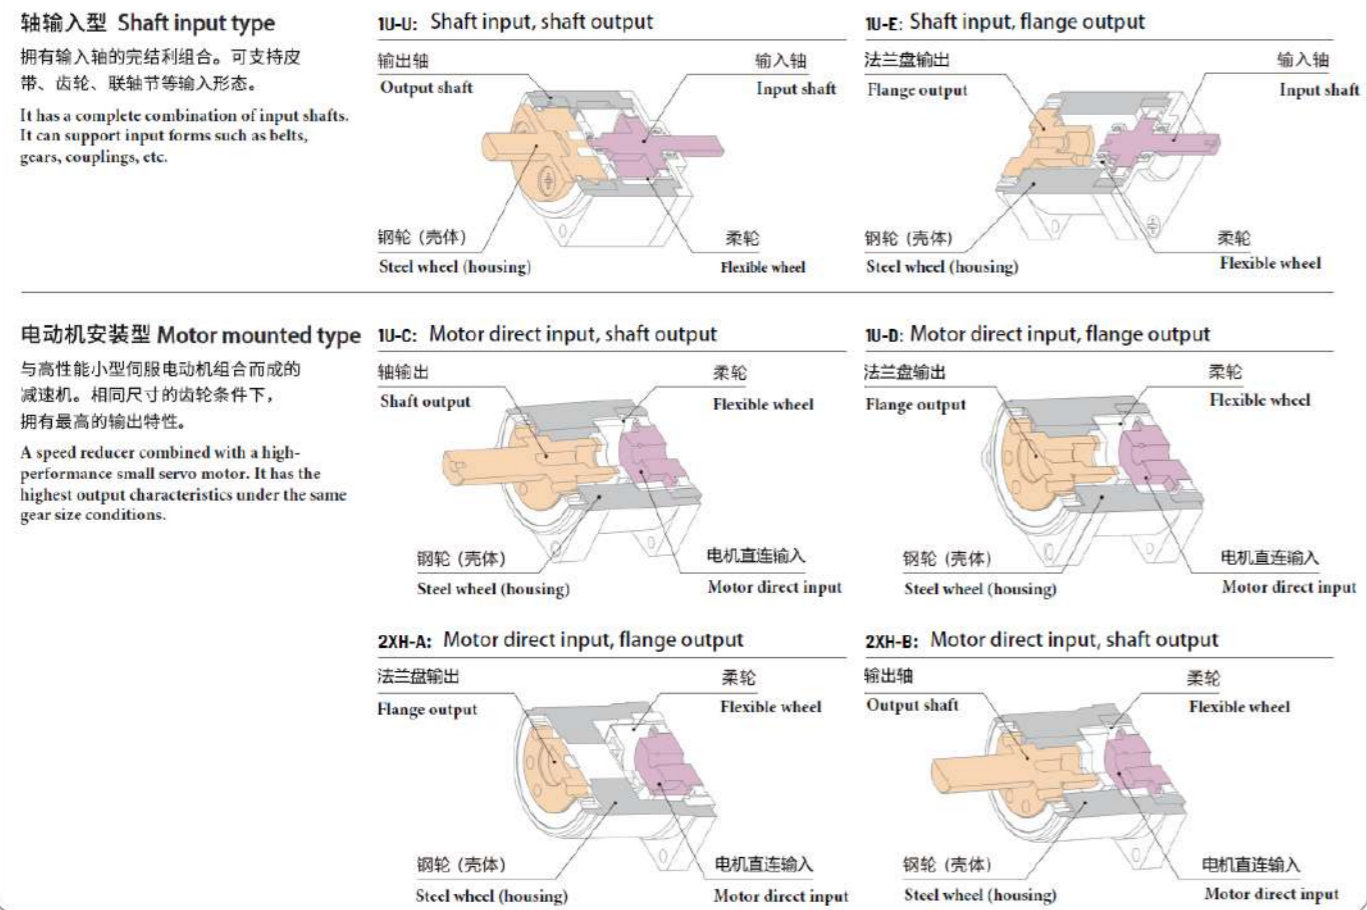 轴输入型 Shaft input type
拥有输入轴的完结利组合。可支持皮
带、齿轮、联轴节等输入形态。
It has a complete combination of input shafts.
It can support input forms such as belts,
gears, couplings, etc.
1U-U: Shaft input, shaft output
输出轴
Output shaft
输入轴
Input shaft
钢轮 (壳体)
Steel wheel (housing)
柔轮
Flexible wheel
1U-E: Shaft input, flange output
法兰盘输出
Flange output
输入轴
Input shaft
钢轮 (壳体)
Steel wheel (housing)
柔轮
Flexible wheel
电动机安装型 Motor mounted type
与高性能小型伺服电动机组合而成的
减速机。相同尺寸的齿轮条件下，
拥有最高的输出特性。
A speed reducer combined with a high-
performance small servo motor. It has the
highest output characteristics under the same
gear size conditions.
1U-C: Motor direct input, shaft output
轴输出
Shaft output
柔轮
Flexible wheel
钢轮 (壳体)
Steel wheel (housing)
电机直连输入
Motor direct input
1U-D: Motor direct input, flange output
法兰盘输出
Flange output
柔轮
Flexible wheel
钢轮 (壳体)
Steel wheel (housing)
电机直连输入
Motor direct input
2XH-A: Motor direct input, flange output
法兰盘输出
Flange output
柔轮
Flexible wheel
钢轮 (壳体)
Steel wheel (housing)
电机直连输入
Motor direct input
2XH-B: Motor direct input, shaft output
输出轴
Output shaft
柔轮
Flexible wheel
钢轮 (壳体)
Steel wheel (housing)
电机直连输入
Motor direct input